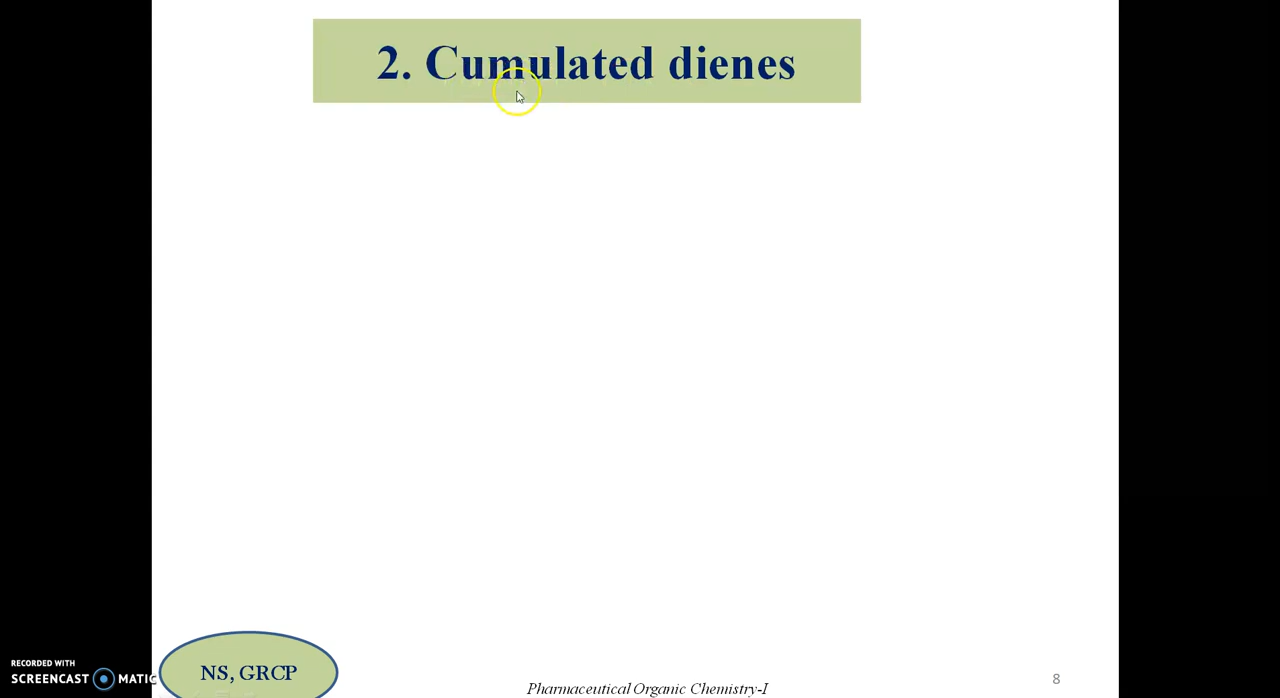 2. Cumulated dienes
RECORDED WITH
SCREENCAST MATIC
NS, GRCP
Pharmaceutical Organic Chemistry-I
8